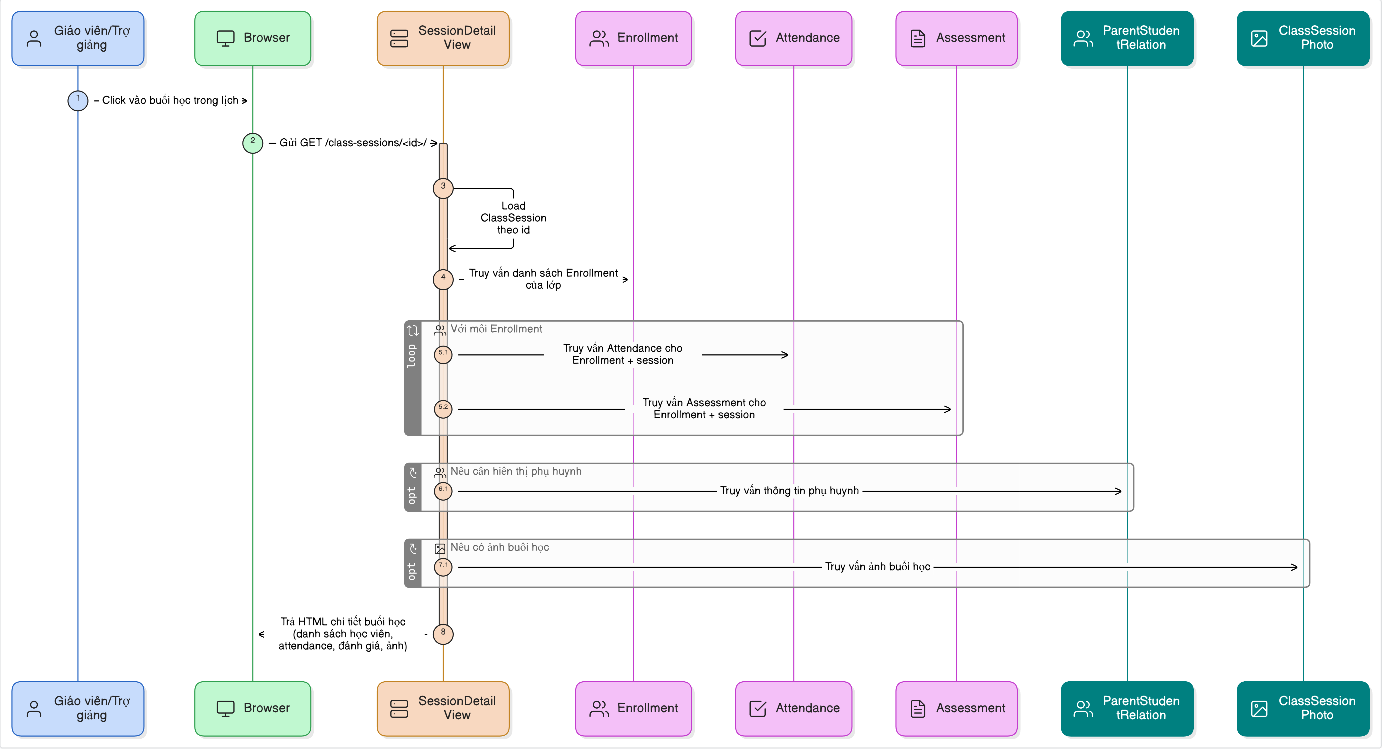 Giáo viên/Trợ
giảng
Browser
SessionDetail
View
Enrollment
Attendance
Assessment
ParentStuden
tRelation
ClassSession
Photo
1
Click vào buổi học trong lịch
2
Gửi GET /class-sessions/<id>/
3
Load
ClassSession
theo id
4
Truy vấn danh sách Enrollment
của lớp
loop
Với mỗi Enrollment
5.1
Truy vấn Attendance cho
Enrollment + session
5.2
Truy vấn Assessment cho
Enrollment + session
opt
Nếu cần hiển thị phụ huynh
6.1
Truy vấn thông tin phụ huynh
opt
Nếu có ảnh buổi học
7.1
Truy vấn ảnh buổi học
8
Trả HTML chi tiết buổi học
(danh sách học viên,
attendance, đánh giá, ảnh)
Giáo viên/Trợ
giảng
Browser
SessionDetail
View
Enrollment
Attendance
Assessment
ParentStuden
tRelation
ClassSession
Photo